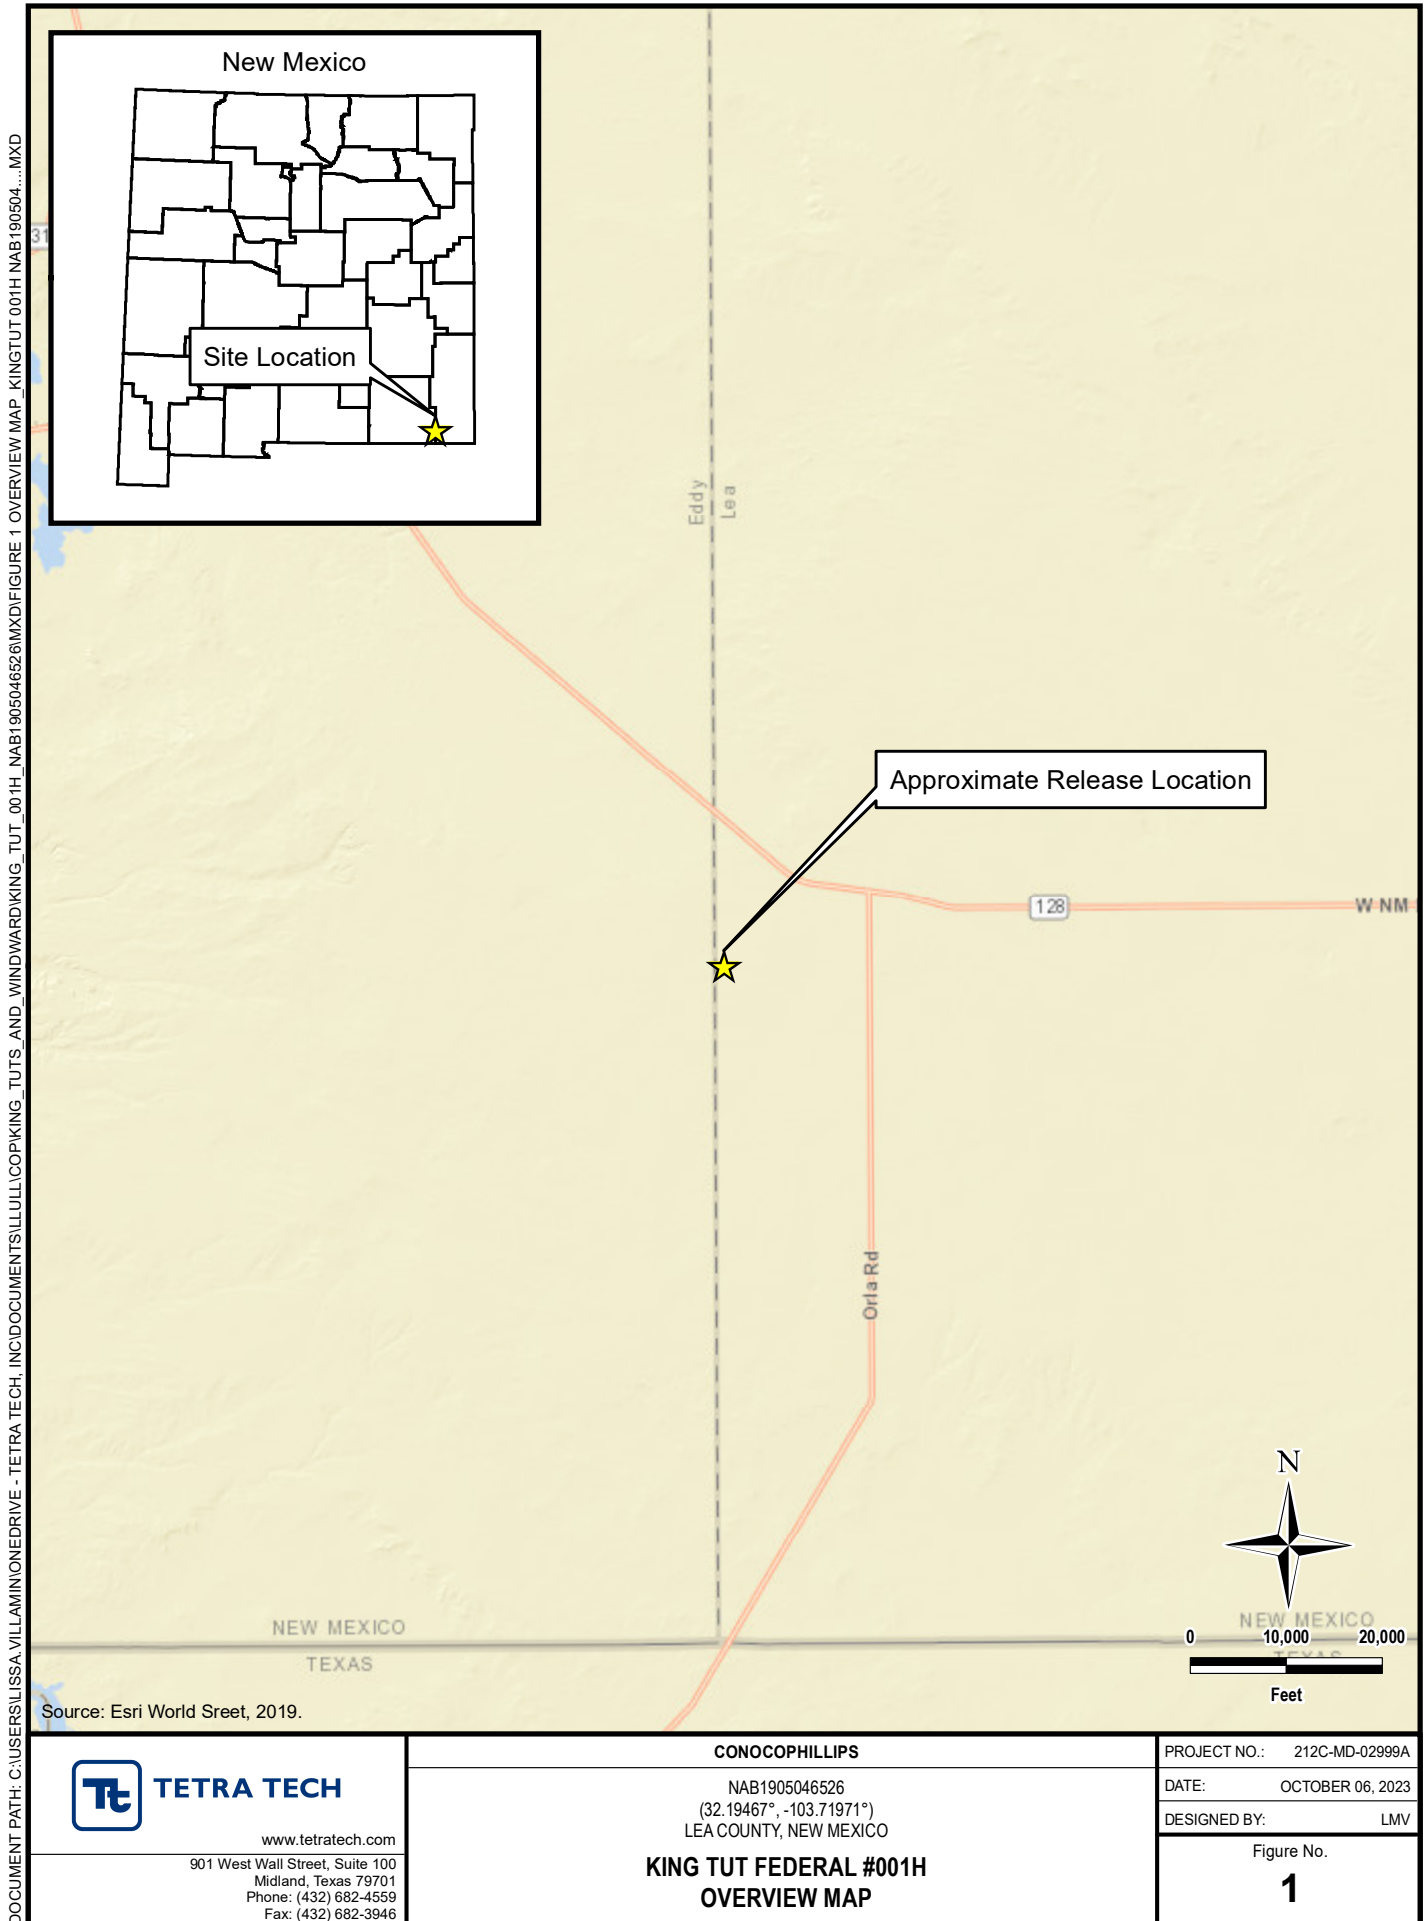 New Mexico
Site Location
31
Eddy
Lea
Approximate Release Location
128
W NM
Orla Rd
N
NEW MEXICO
TEXAS
NEW MEXICO
TEXAS
0 10,000 20,000
Feet
Source: Esri World Sreet, 2019.
DOCUMENT PATH: C:\USERS\LISSA.VILLAMIN\ONEDRIVE - TETRA TECH, INC\DOCUMENTS\LLULL\COP\KING_TUTS_AND_WINDWARD\KING_TUT_001H_NAB1905046526\MXD\FIGURE 1 OVERVIEW MAP_KINGTUT 001H NAB190504....MXD
Tt TETRA TECH
www.tetratech.com
901 West Wall Street, Suite 100
Midland, Texas 79701
Phone: (432) 682-4559
Fax: (432) 682-3946
CONOCOPHILLIPS
NAB1905046526
(32.19467°, -103.71971°)
LEA COUNTY, NEW MEXICO
KING TUT FEDERAL #001H
OVERVIEW MAP
PROJECT NO.: 212C-MD-02999A
DATE: OCTOBER 06, 2023
DESIGNED BY: LMV
Figure No.
1